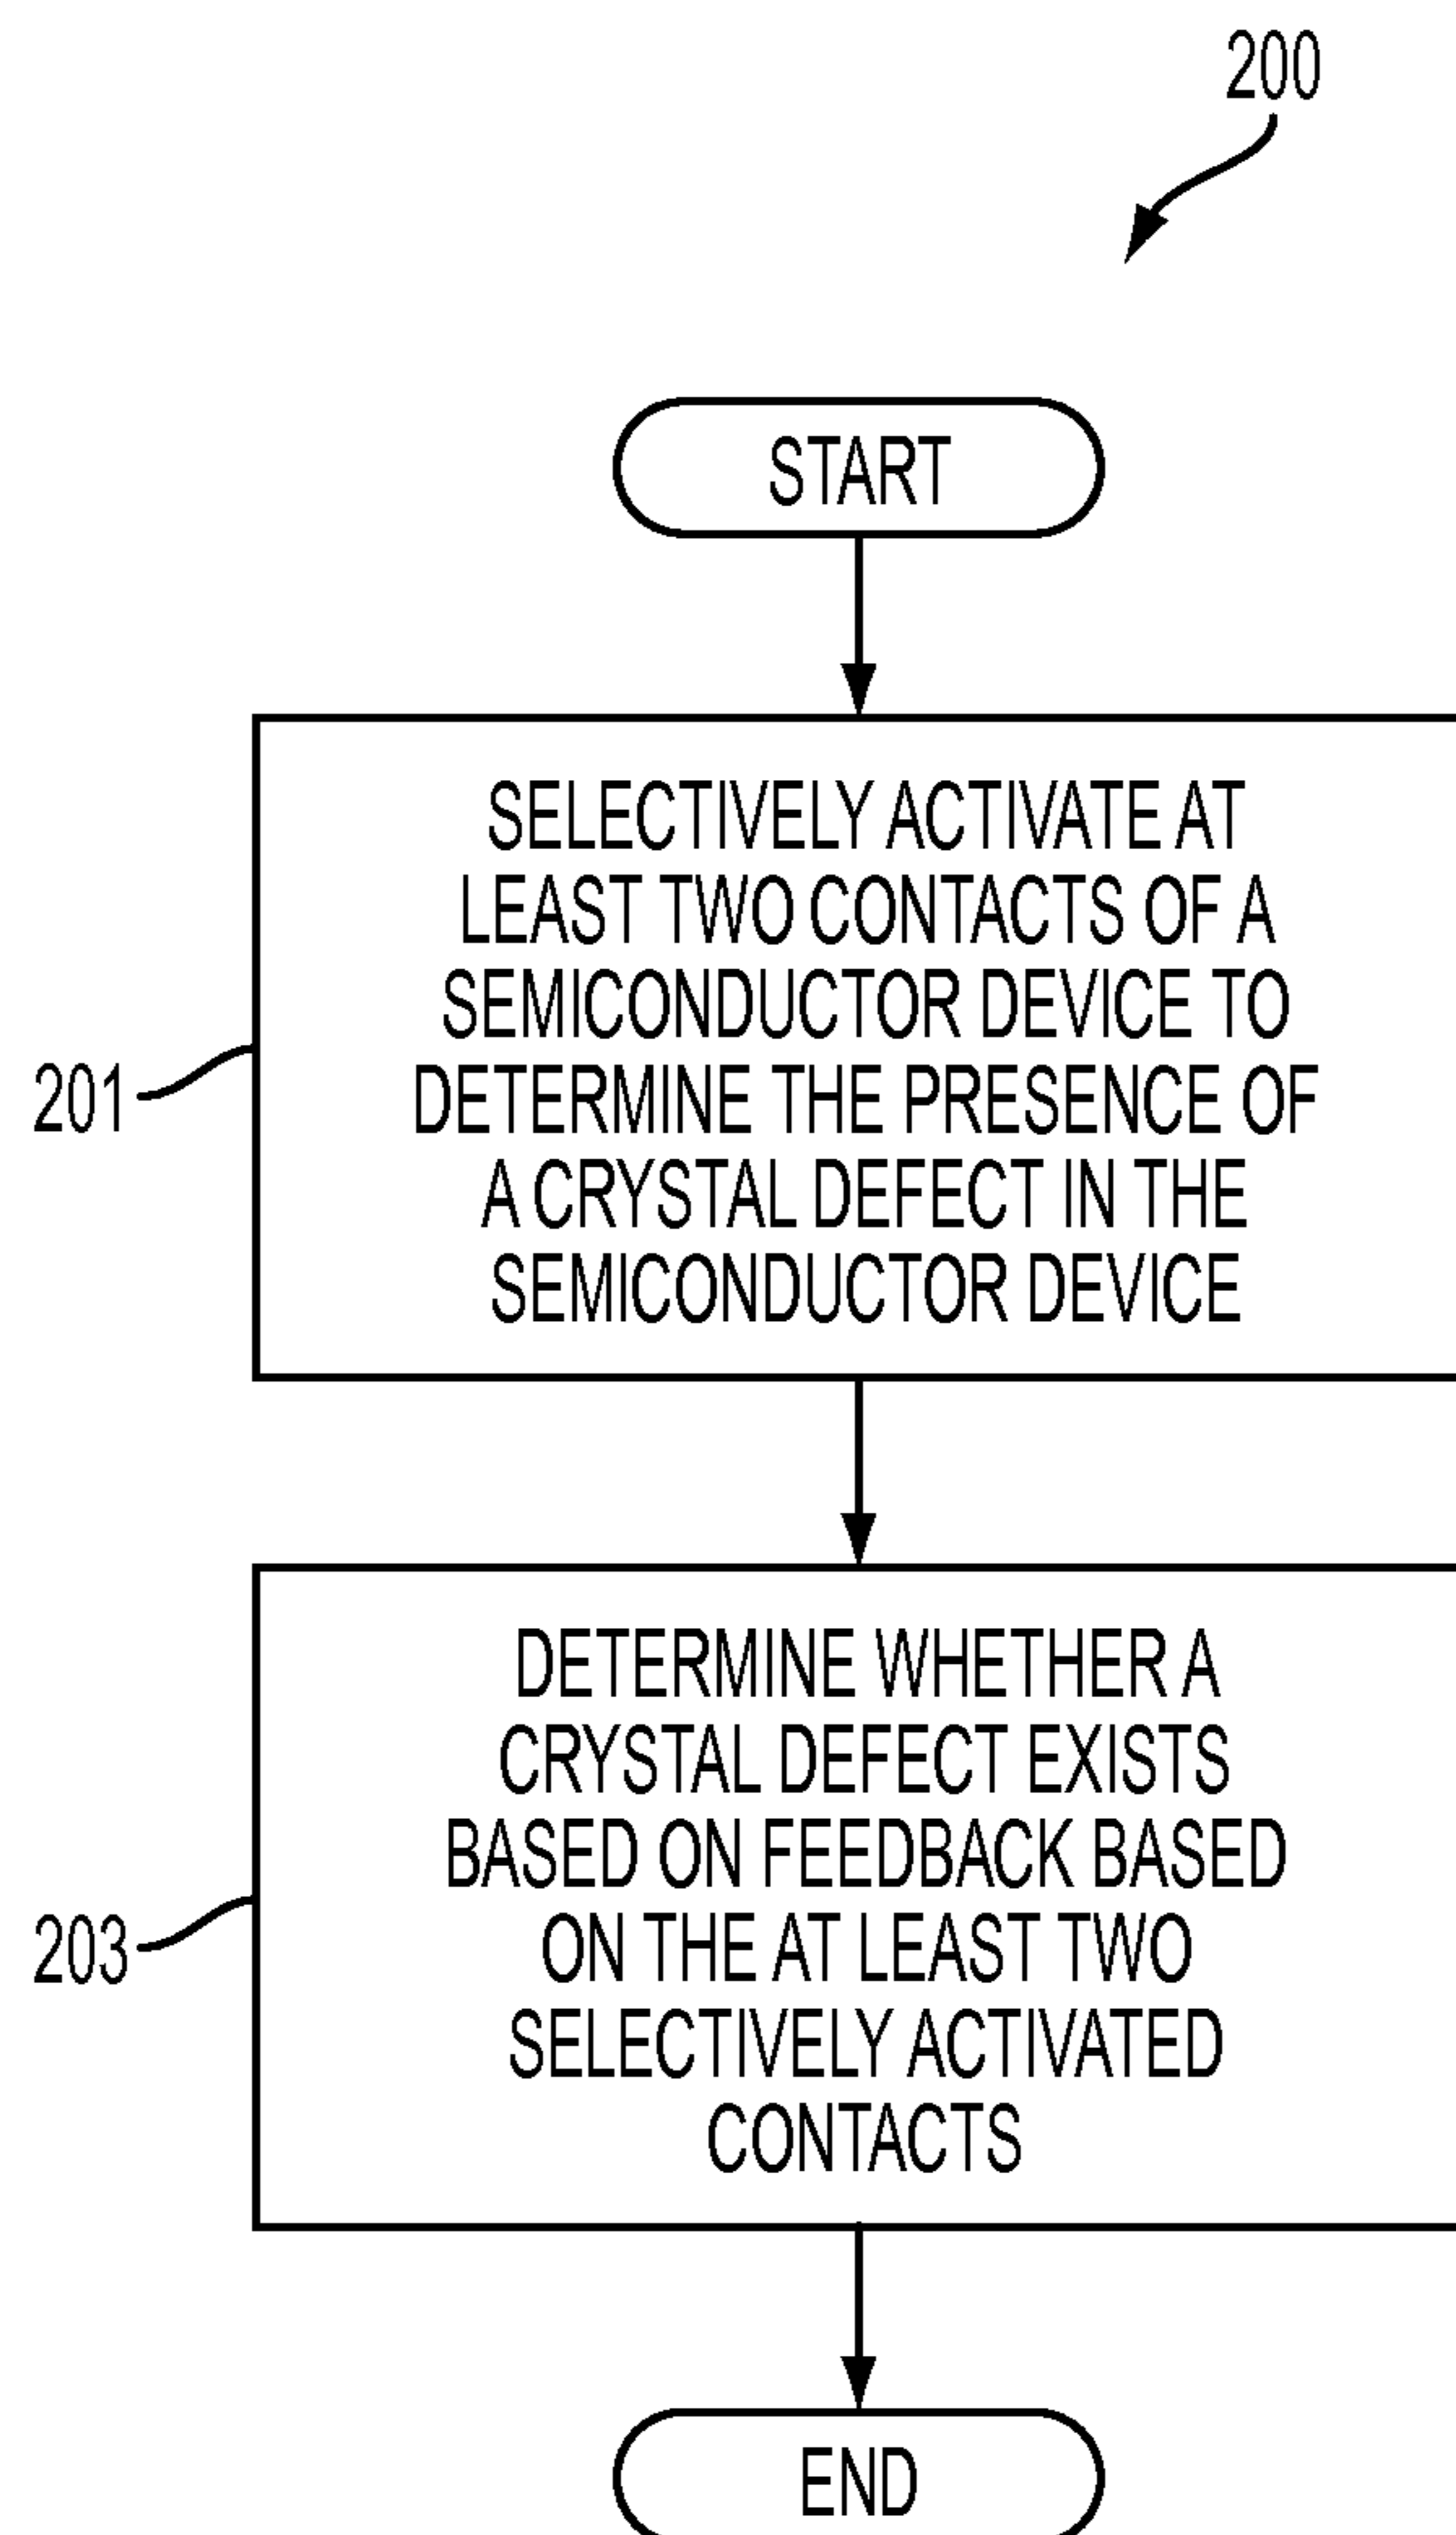 200
START
SELECTIVELY ACTIVATE AT
LEAST TWO CONTACTS OF A
SEMICONDUCTOR DEVICE TO
DETERMINE THE PRESENCE OF
A CRYSTAL DEFECT IN THE
SEMICONDUCTOR DEVICE
201
DETERMINE WHETHER A
CRYSTAL DEFECT EXISTS
BASED ON FEEDBACK BASED
ON THE AT LEAST TWO
SELECTIVELY ACTIVATED
CONTACTS
203
END